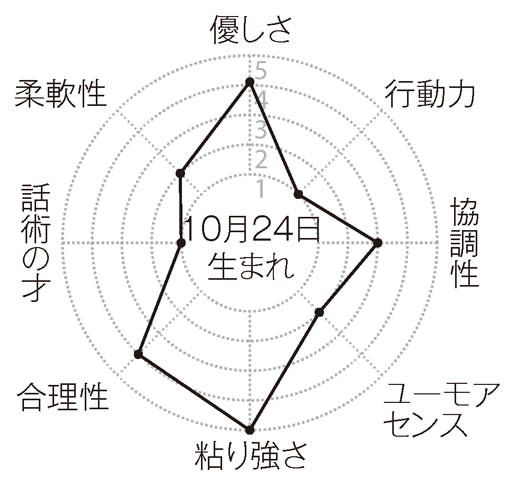 優しさ
行動力
協調性
ユーモア
センス
粘り強さ
合理性
話術の才
柔軟性
5
4
3
2
1
10月24日
生まれ